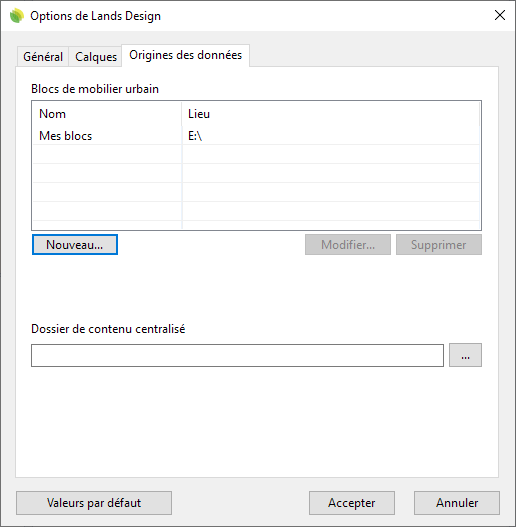 Options de Lands Design
Général Calques Origines des données
Blocs de mobilier urbain
Nom Lieu
Mes blocs E:\
Nouveau... Modifier... Supprimer
Dossier de contenu centralisé
...
Valeurs par défaut Accepter Annuler